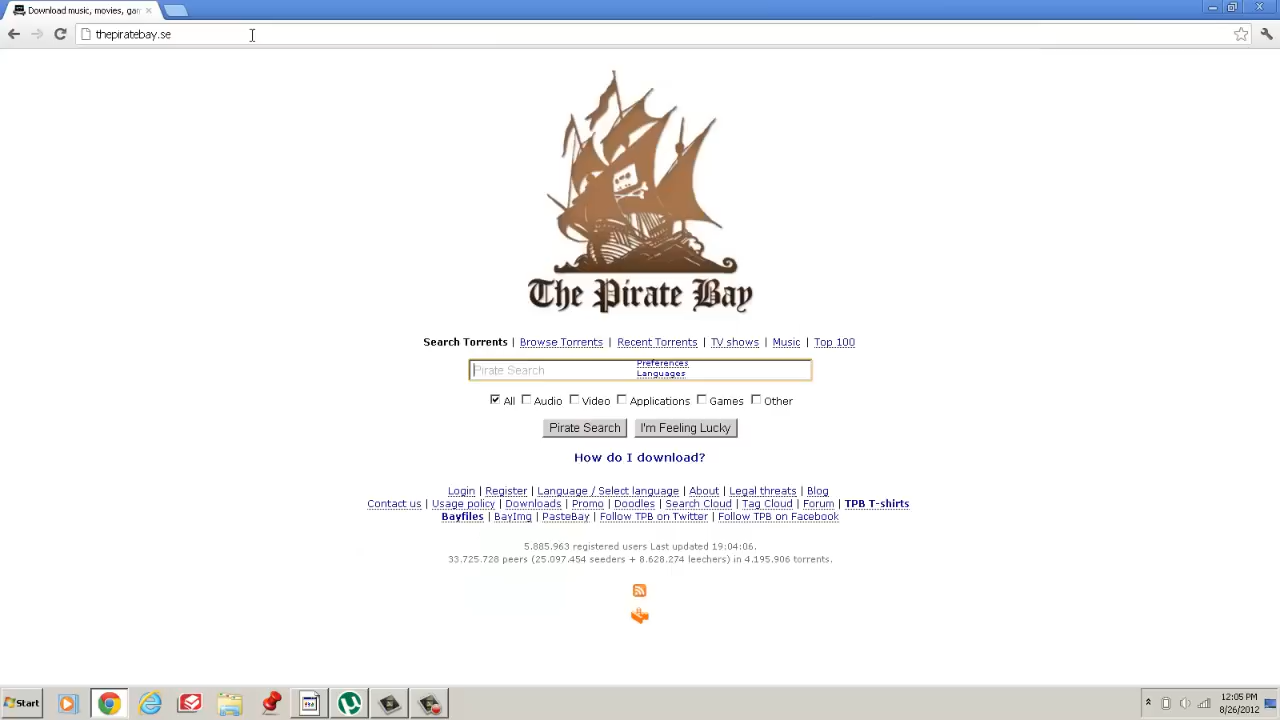 Download music, movies, gam
thepiratebay.se
The Pirate Bay
Search Torrents | Browse Torrents | Recent Torrents | TV shows | Music | Top 100
Pirate Search
Preferences
Languages
All Audio Video Applications Games Other
Pirate Search I'm Feeling Lucky
How do I download?
Login | Register | Language / Select language | About | Legal threats | Blog
Contact us | Usage policy | Downloads | Promo | Doodles | Search Cloud | Tag Cloud | Forum | TPB T-shirts
Bayfiles | BayImg | PasteBay | Follow TPB on Twitter | Follow TPB on Facebook
5.885.963 registered users Last updated 19:04:06.
33.725.728 peers (25.097.454 seeders + 8.628.274 leechers) in 4.195.906 torrents.
Start
12:05 PM
8/26/2012